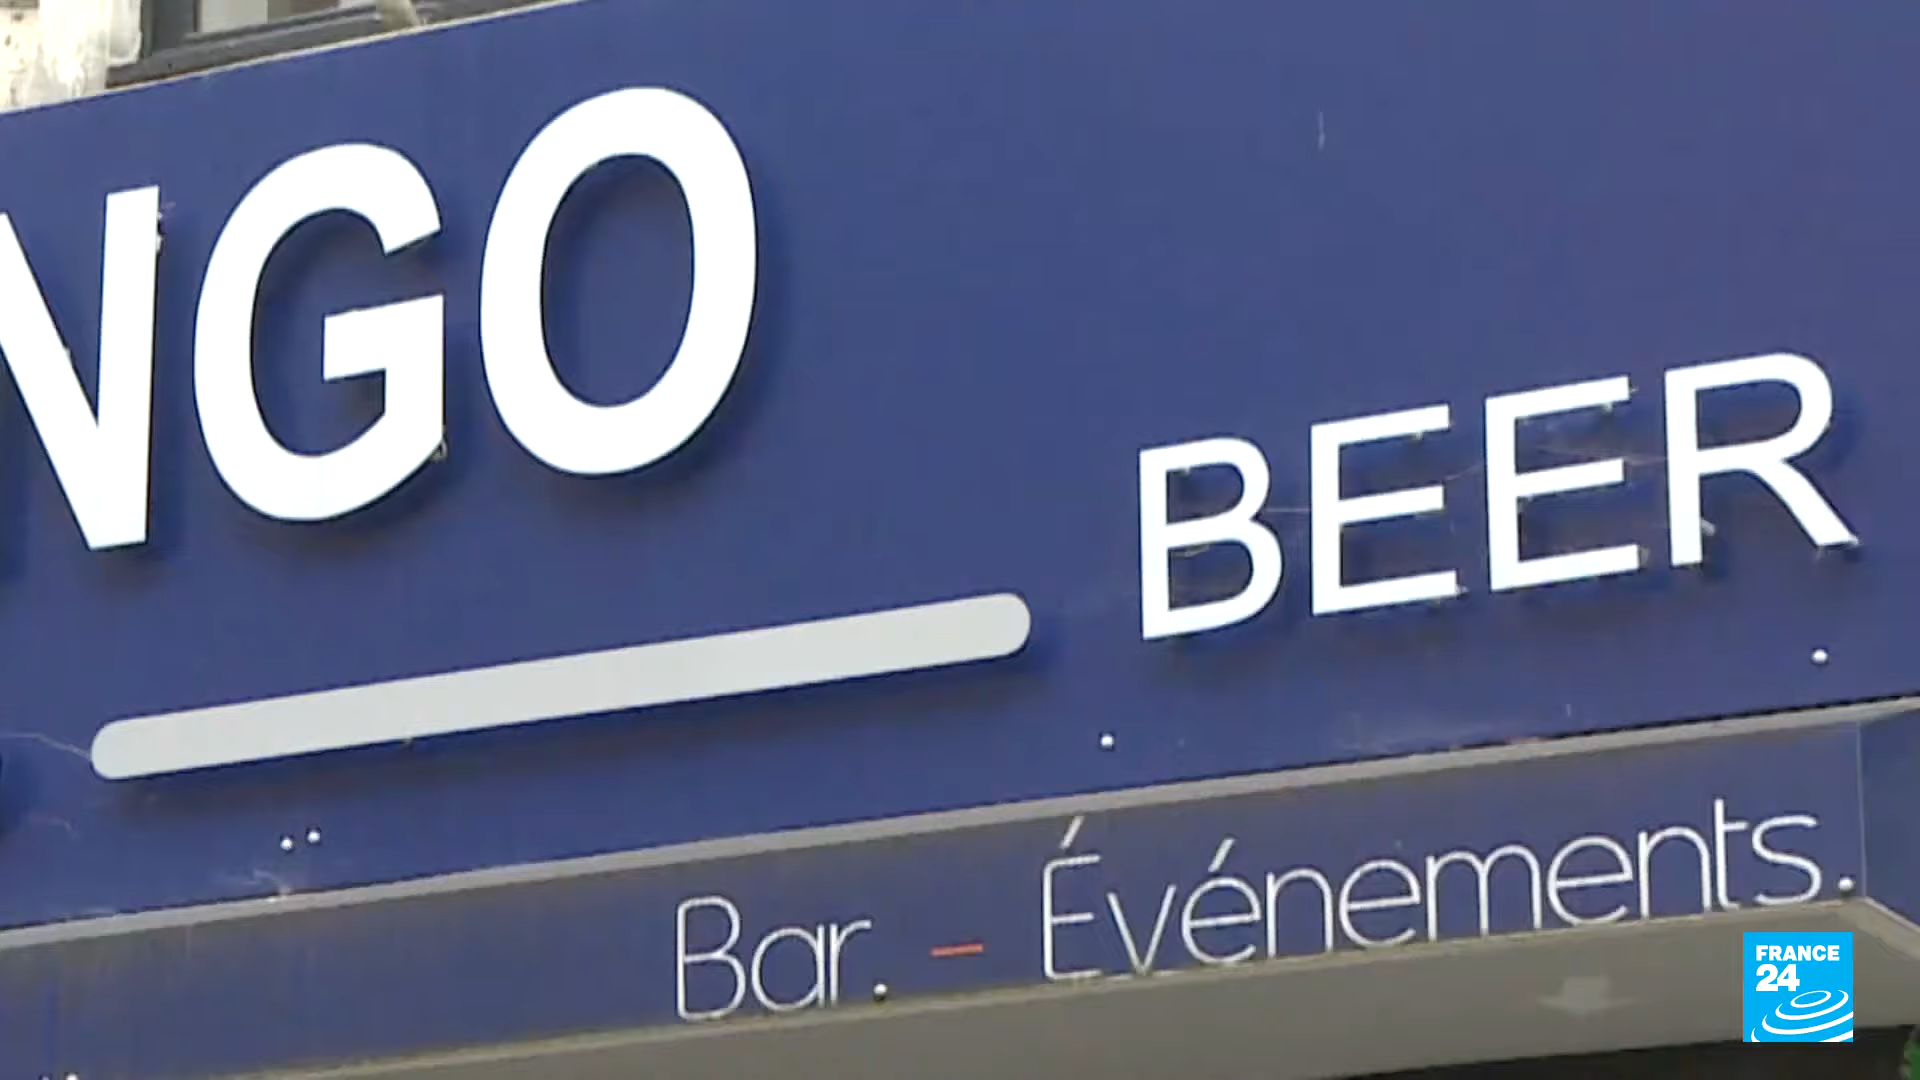 NGO
BEER
Bar. – Événements.
FRANCE
24